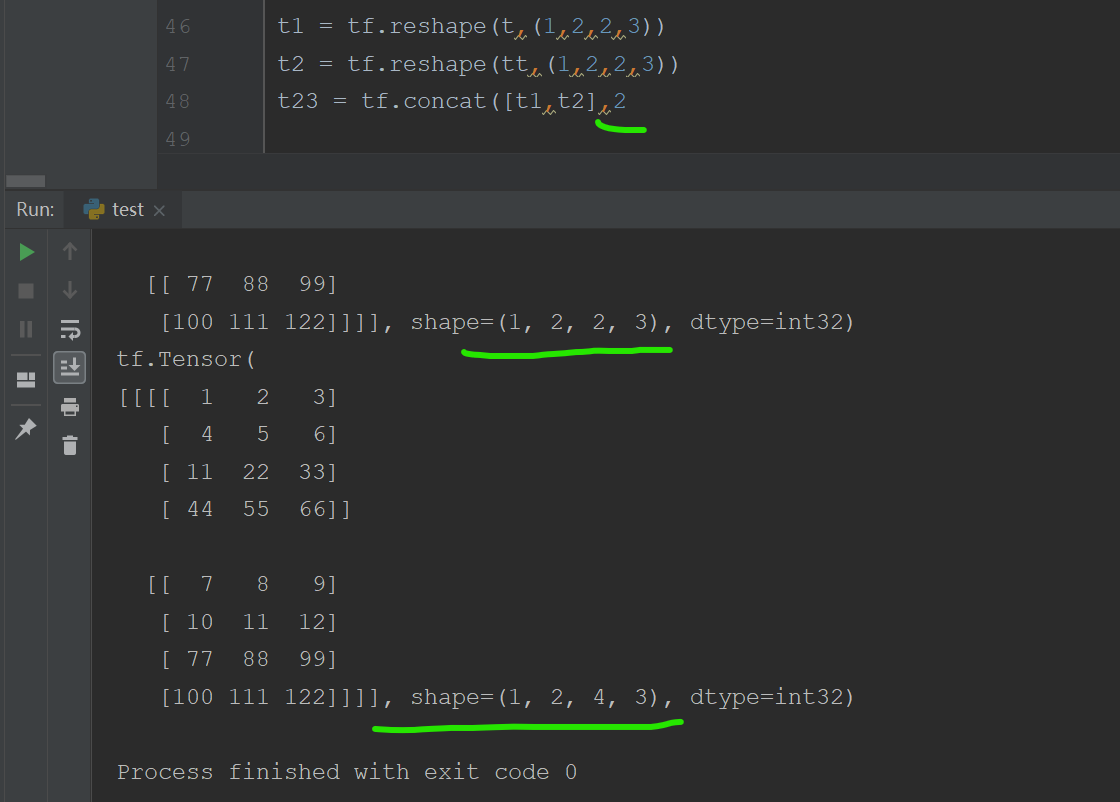 46 t1 = tf.reshape(t,(1,2,2,3))
47 t2 = tf.reshape(tt,(1,2,2,3))
48 t23 = tf.concat([t1,t2],2
49
Run: test
[[ 77 88 99]
[100 111 122]]]], shape=(1, 2, 2, 3), dtype=int32)
tf.Tensor(
[[[[ 1 2 3]
[ 4 5 6]
[ 11 22 33]
[ 44 55 66]]
[[ 7 8 9]
[ 10 11 12]
[ 77 88 99]
[100 111 122]]]], shape=(1, 2, 4, 3), dtype=int32)
Process finished with exit code 0